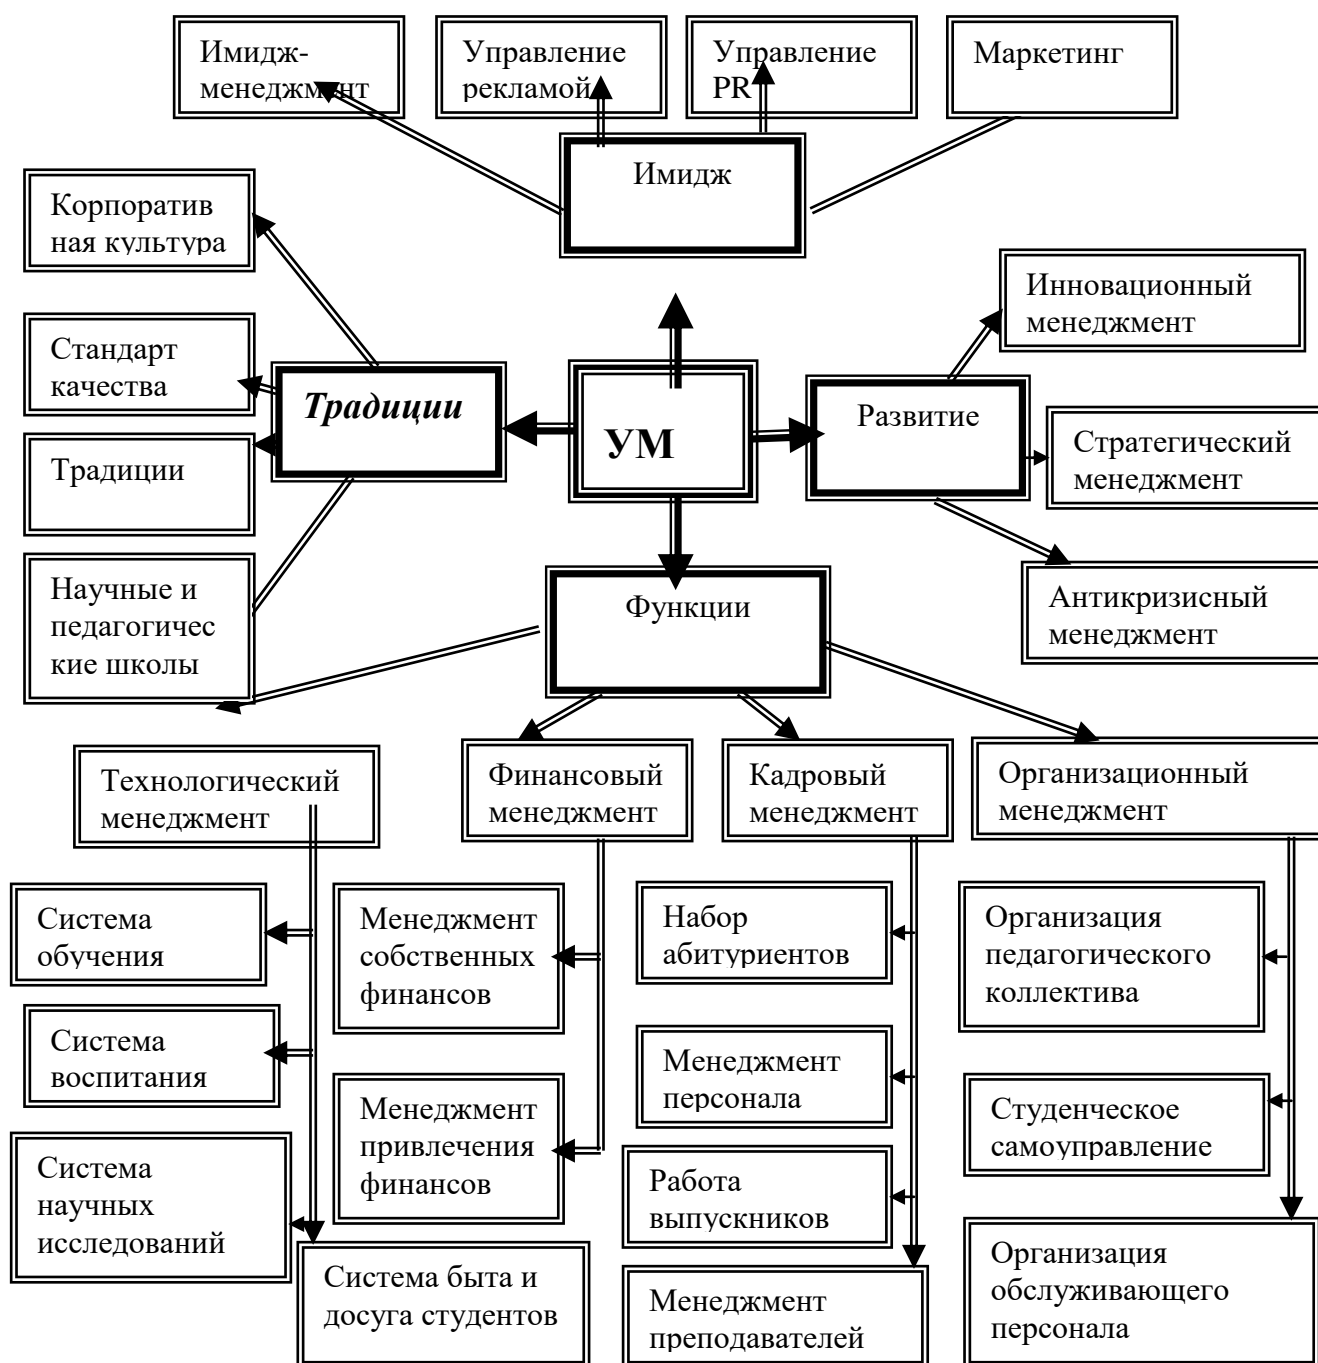 Имидж-
менеджмент
Управление
рекламой
Управление
PR
Маркетинг
Имидж
Корпоратив
ная культура
Инновационный
менеджмент
Стандарт
качества
Традиции
УМ
Развитие
Стратегический
менеджмент
Традиции
Научные и
педагогичес
кие школы
Функции
Антикризисный
менеджмент
Технологический
менеджмент
Финансовый
менеджмент
Кадровый
менеджмент
Организационный
менеджмент
Система
обучения
Менеджмент
собственных
финансов
Набор
абитуриентов
Организация
педагогического
коллектива
Система
воспитания
Менеджмент
привлечения
финансов
Менеджмент
персонала
Студенческое
самоуправление
Система
научных
исследований
Работа
выпускников
Система быта и
досуга студентов
Менеджмент
преподавателей
Организация
обслуживающего
персонала